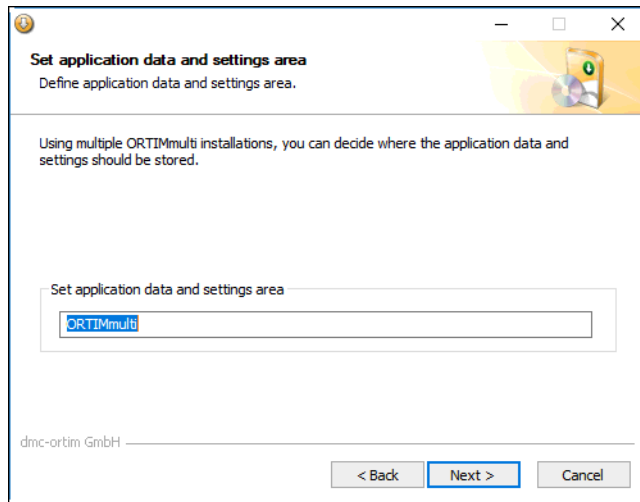 Set application data and settings area
Define application data and settings area.
Using multiple ORTIMmulti installations, you can decide where the application data and
settings should be stored.
Set application data and settings area
ORTIMmulti
dmc-ortim GmbH
< Back
Next >
Cancel